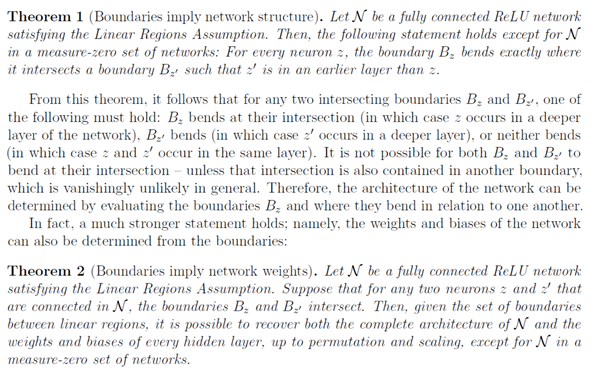 Theorem 1 (Boundaries imply network structure). Let 𝒩 be a fully connected ReLU network
satisfying the Linear Regions Assumption. Then, the following statement holds except for 𝒩
in a measure-zero set of networks: For every neuron z, the boundary B_z bends exactly where
it intersects a boundary B_z′ such that z′ is in an earlier layer than z.
From this theorem, it follows that for any two intersecting boundaries B_z and B_z′, one of
the following must hold: B_z bends at their intersection (in which case z occurs in a deeper
layer of the network), B_z′ bends (in which case z′ occurs in a deeper layer), or neither bends
(in which case z and z′ occur in the same layer). It is not possible for both B_z and B_z′ to
bend at their intersection – unless that intersection is also contained in another boundary,
which is vanishingly unlikely in general. Therefore, the architecture of the network can be
determined by evaluating the boundaries B_z and where they bend in relation to one another.
In fact, a much stronger statement holds; namely, the weights and biases of the network
can also be determined from the boundaries:
Theorem 2 (Boundaries imply network weights). Let 𝒩 be a fully connected ReLU network
satisfying the Linear Regions Assumption. Suppose that for any two neurons z and z′ that
are connected in 𝒩, the boundaries B_z and B_z′ intersect. Then, given the set of boundaries
between linear regions, it is possible to recover both the complete architecture of 𝒩 and the
weights and biases of every hidden layer, up to permutation and scaling, except for 𝒩 in a
measure-zero set of networks.